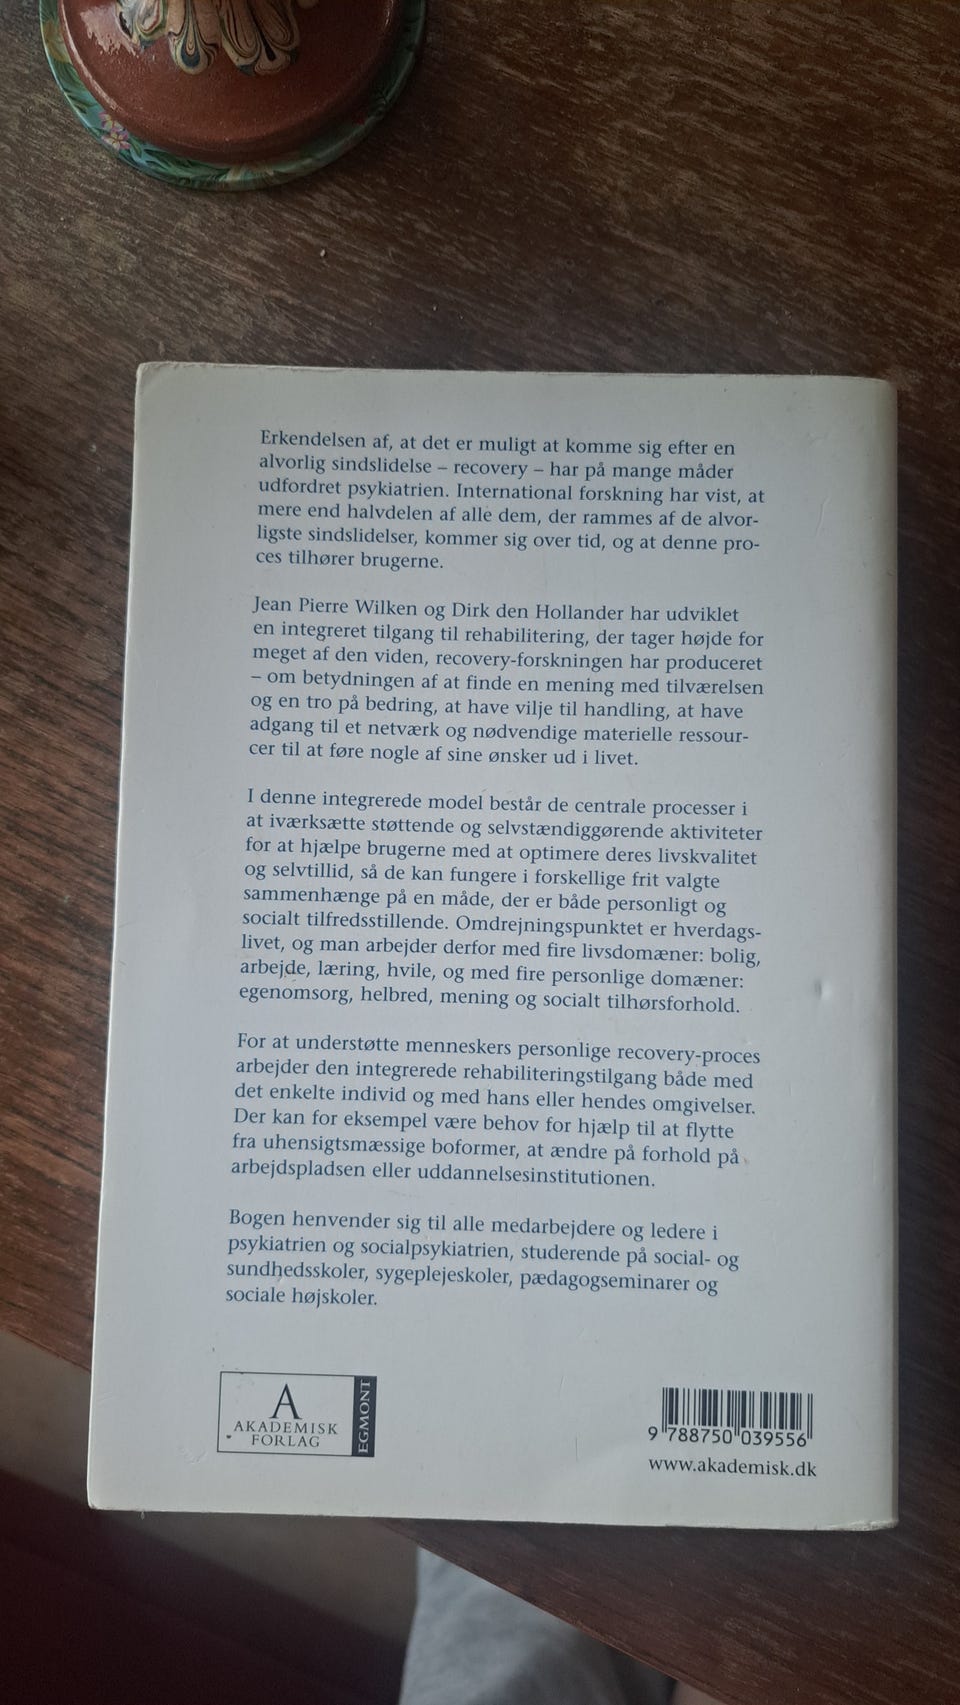 Erkendelsen af, at det er muligt at komme sig efter en
alvorlig sindslidelse – recovery – har på mange måder
udfordret psykiatrien. International forskning har vist, at
mere end halvdelen af alle dem, der rammes af de alvor-
ligste sindslidelser, kommer sig over tid, og at denne pro-
ces tilhører brugerne.
Jean Pierre Wilken og Dirk den Hollander har udviklet
en integreret tilgang til rehabilitering, der tager højde for
meget af den viden, recovery-forskningen har produceret
– om betydningen af at finde en mening med tilværelsen
og en tro på bedring, at have vilje til handling, at have
adgang til et netværk og nødvendige materielle ressour-
cer til at føre nogle af sine ønsker ud i livet.
I denne integrerede model består de centrale processer i
at iværksætte støttende og selvstændiggørende aktiviteter
for at hjælpe brugerne med at optimere deres livskvalitet
og selvtillid, så de kan fungere i forskellige frit valgte
sammenhænge på en måde, der er både personligt og
socialt tilfredsstillende. Omdrejningspunktet er hverdags-
livet, og man arbejder derfor med fire livsdomæner: bolig,
arbejde, læring, hvile, og med fire personlige domæner:
egenomsorg, helbred, mening og socialt tilhørsforhold.
For at understøtte menneskers personlige recovery-proces
arbejder den integrerede rehabiliteringstilgang både med
det enkelte individ og med hans eller hendes omgivelser.
Der kan for eksempel være behov for hjælp til at flytte
fra uhensigtsmæssige boformer, at ændre på forhold på
arbejdspladsen eller uddannelsesinstitutionen.
Bogen henvender sig til alle medarbejdere og ledere i
psykiatrien og socialpsykiatrien, studerende på social- og
sundhedsskoler, sygeplejeskoler, pædagogseminarer og
sociale højskoler.
A
AKADEMISK
FORLAG
EGMONT
9 788750 039556
www.akademisk.dk